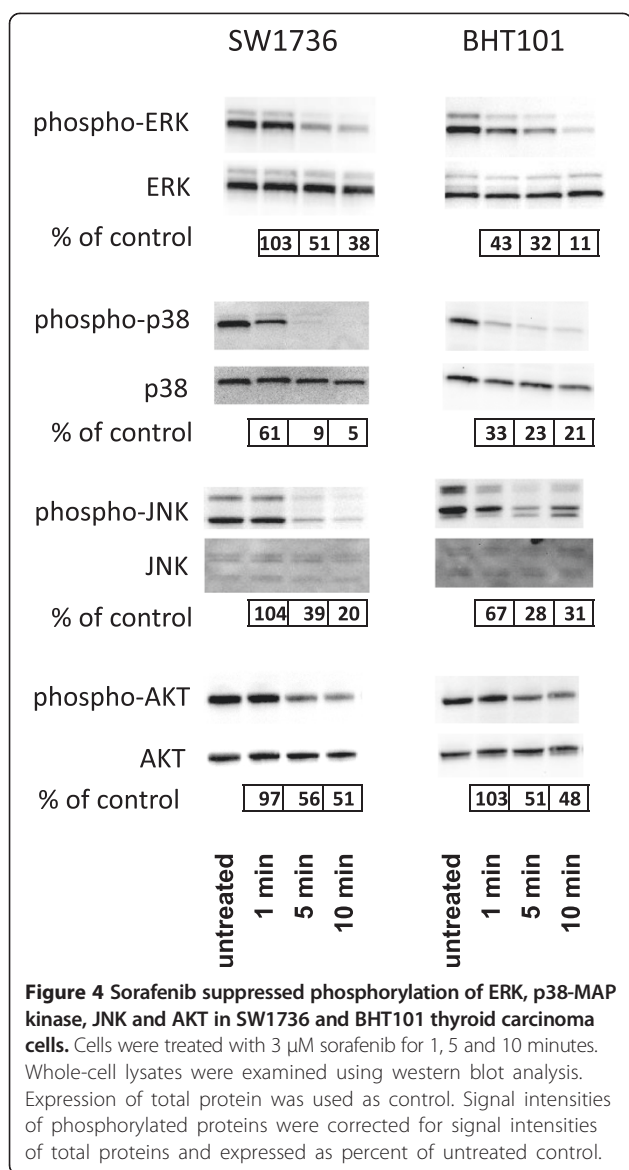 SW1736 BHT101
phospho-ERK
ERK
% of control 103 51 38 43 32 11
phospho-p38
p38
% of control 61 9 5 33 23 21
phospho-JNK
JNK
% of control 104 39 20 67 28 31
phospho-AKT
AKT
% of control 97 56 51 103 51 48
untreated 1 min 5 min 10 min untreated 1 min 5 min 10 min
Figure 4 Sorafenib suppressed phosphorylation of ERK, p38-MAP
kinase, JNK and AKT in SW1736 and BHT101 thyroid carcinoma
cells. Cells were treated with 3 μM sorafenib for 1, 5 and 10 minutes.
Whole-cell lysates were examined using western blot analysis.
Expression of total protein was used as control. Signal intensities
of phosphorylated proteins were corrected for signal intensities
of total proteins and expressed as percent of untreated control.